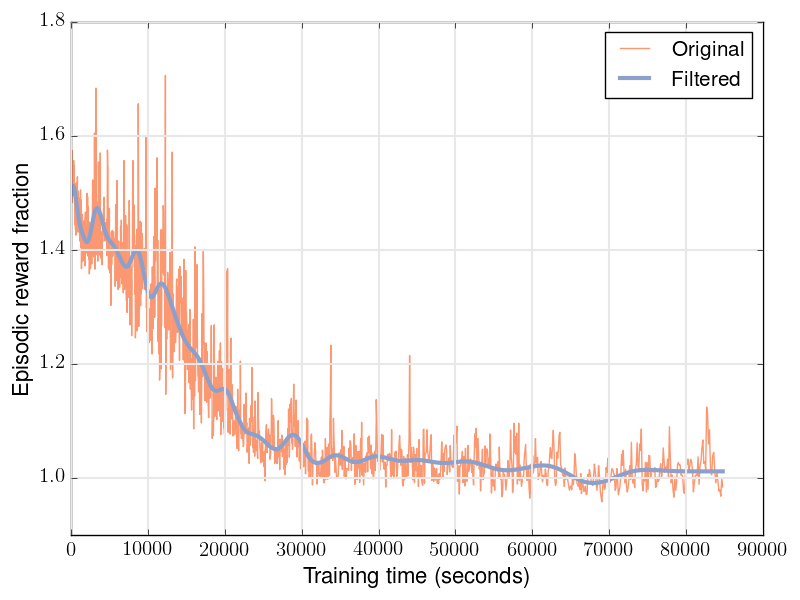 1.8
1.6
1.4
1.2
1.0
Episodic reward fraction
Original
Filtered
0 10000 20000 30000 40000 50000 60000 70000 80000 90000
Training time (seconds)